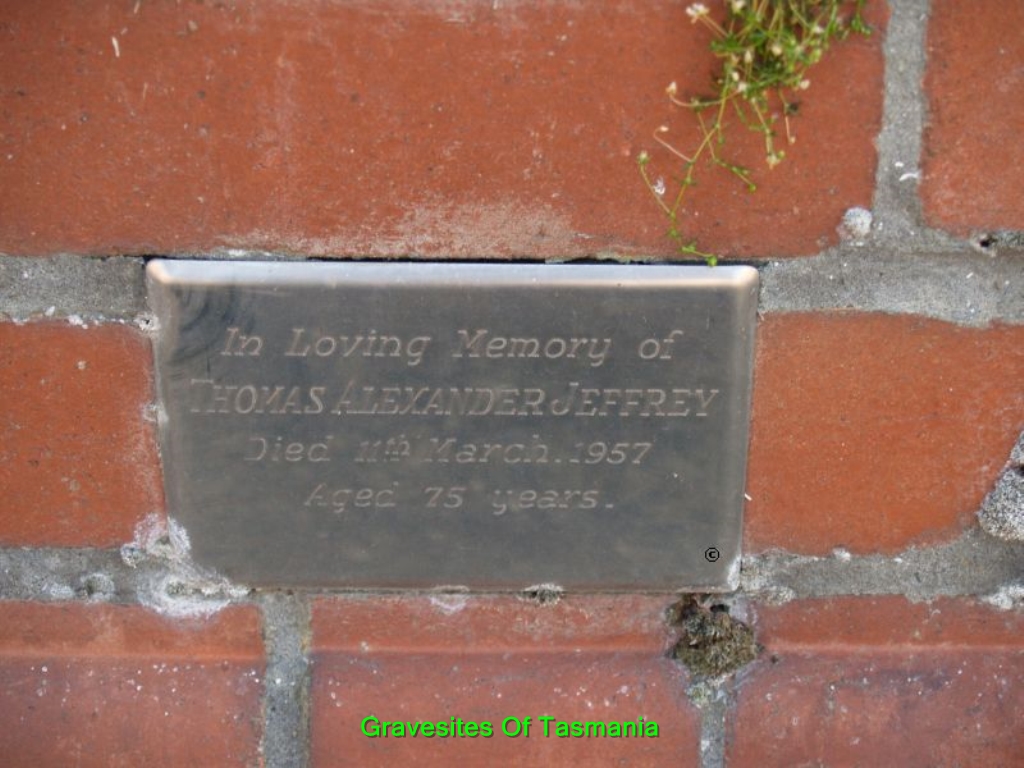 In Loving Memory of
THOMAS ALEXANDER JEFFREY
Died 11th March.1957
Aged 75 years.
©
Gravesites Of Tasmania